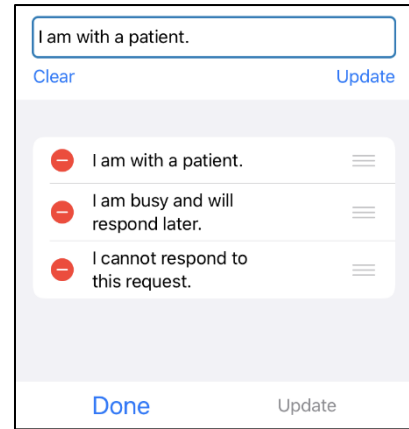 I am with a patient.
Clear Update
I am with a patient.
I am busy and will
respond later.
I cannot respond to
this request.
Done Update